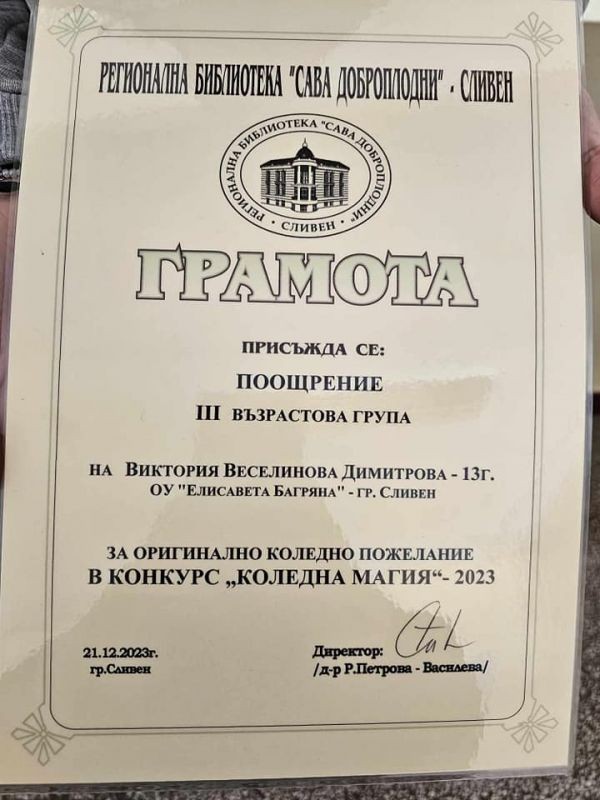 РЕГИОНАЛНА БИБЛИОТЕКА "САВА ДОБРОПЛОДНИ" - СЛИВЕН
РЕГИОНАЛНА БИБЛИОТЕКА "САВА ДОБРОПЛОДНИ"
• СЛИВЕН •
ГРАМОТА
ПРИСЪЖДА СЕ:
ПООЩРЕНИЕ
III ВЪЗРАСТОВА ГРУПА
НА ВИКТОРИЯ ВЕСЕЛИНОВА ДИМИТРОВА - 13г.
ОУ "ЕЛИСАВЕТА БАГРЯНА" - ГР. СЛИВЕН
ЗА ОРИГИНАЛНО КОЛЕДНО ПОЖЕЛАНИЕ
В КОНКУРС „КОЛЕДНА МАГИЯ“- 2023
21.12.2023г.
гр.Сливен
Директор:
/д-р Р.Петрова - Василева/